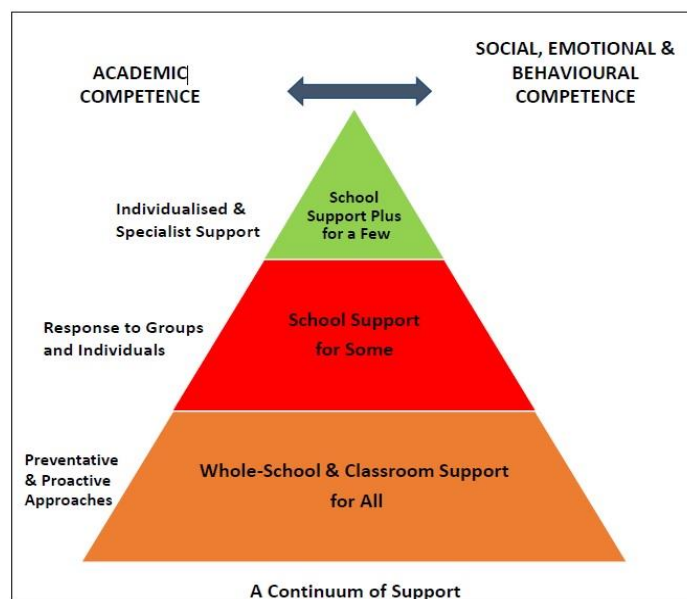 ACADEMIC
COMPETENCE
SOCIAL, EMOTIONAL &
BEHAVIOURAL
COMPETENCE
Individualised &
Specialist Support
School
Support Plus
for a Few
Response to Groups
and Individuals
School Support
for Some
Preventative
& Proactive
Approaches
Whole-School & Classroom Support
for All
A Continuum of Support